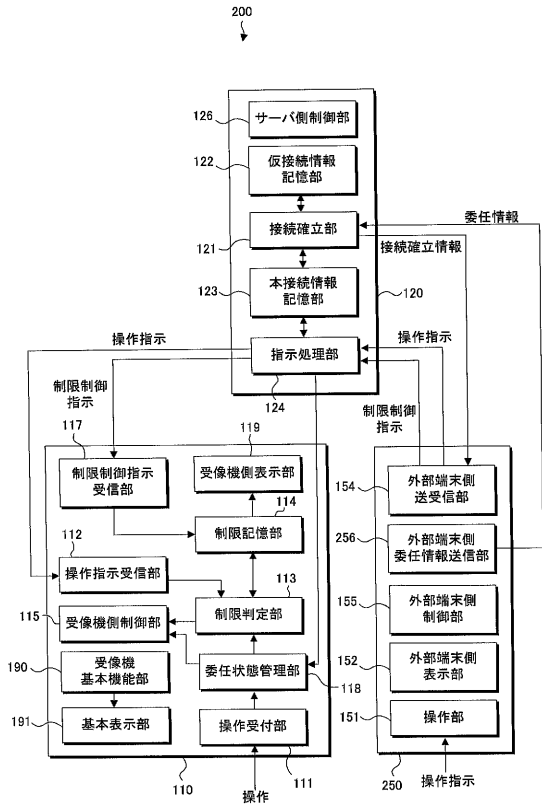 200
126
サーバ側制御部
122
仮接続情報
記憶部
121
接続確立部
委任情報
接続確立情報
123
本接続情報
記憶部
120
操作指示
操作指示
指示処理部
124
制限制御
指示
制限制御
指示
117
制限制御指示
受信部
119
受像機側表示部
114
制限記憶部
112
操作指示受信部
113
制限判定部
115
受像機側制御部
190
受像機
基本機能部
委任状態管理部
118
191
基本表示部
操作受付部
110
111
操作
154
外部端末側
送受信部
256
外部端末側
委任情報送信部
155
外部端末側
制御部
152
外部端末側
表示部
151
操作部
250
操作指示